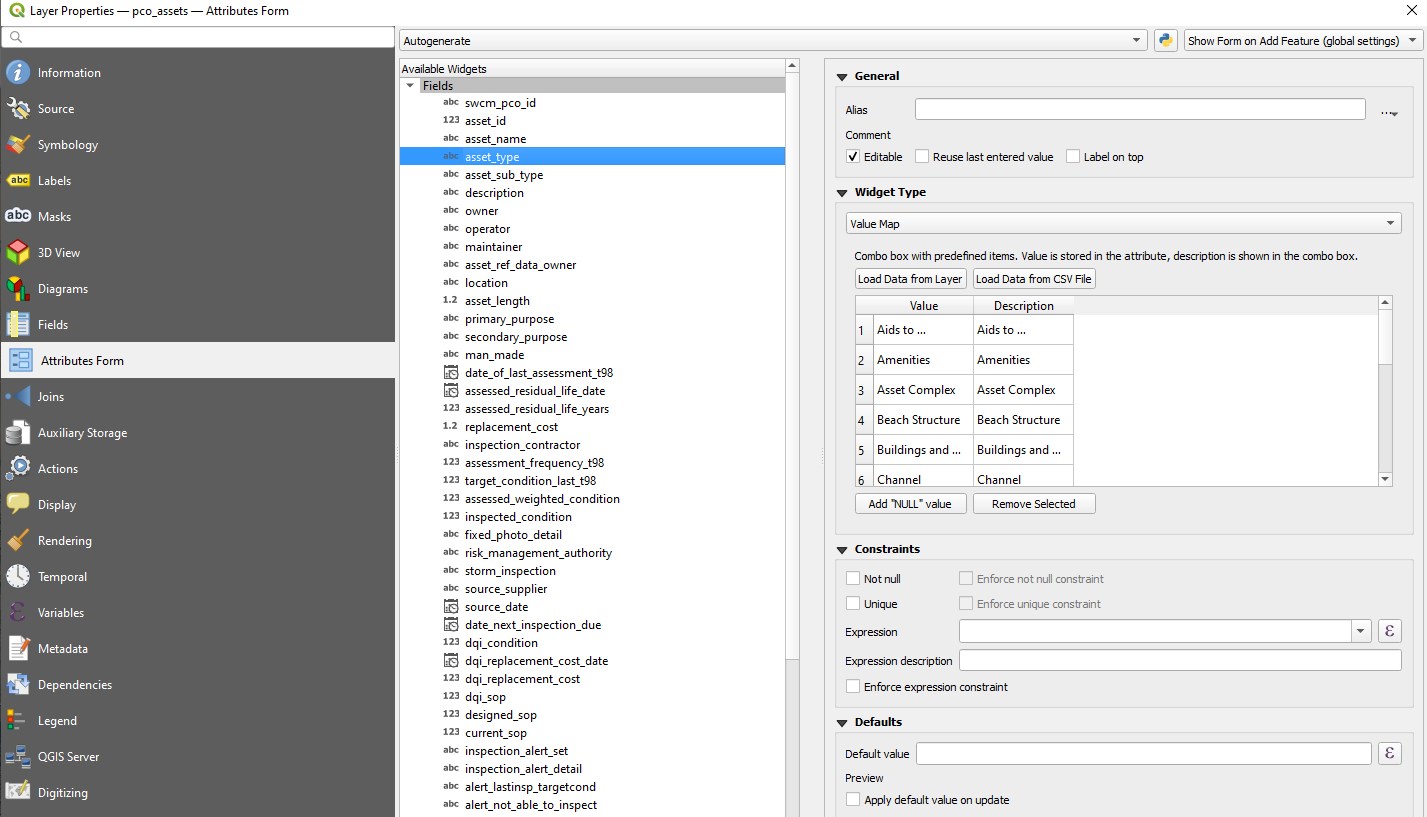 Layer Properties — pco_assets — Attributes Form
Information
Source
Symbology
abc Labels
abc Masks
3D View
Diagrams
Fields
Attributes Form
Joins
Auxiliary Storage
Actions
Display
Rendering
Temporal
Variables
Metadata
Dependencies
Legend
QGIS Server
Digitizing
Autogenerate
Show Form on Add Feature (global settings)
Available Widgets
Fields
abc swcm_pco_id
123 asset_id
abc asset_name
abc asset_type
abc asset_sub_type
abc description
abc owner
abc operator
abc maintainer
abc asset_ref_data_owner
abc location
1.2 asset_length
abc primary_purpose
abc secondary_purpose
abc man_made
date_of_last_assessment_t98
assessed_residual_life_date
123 assessed_residual_life_years
1.2 replacement_cost
abc inspection_contractor
123 assessment_frequency_t98
123 target_condition_last_t98
123 assessed_weighted_condition
123 inspected_condition
abc fixed_photo_detail
abc risk_management_authority
abc storm_inspection
abc source_supplier
source_date
date_next_inspection_due
123 dqi_condition
dqi_replacement_cost_date
123 dqi_replacement_cost
123 dqi_sop
123 designed_sop
123 current_sop
abc inspection_alert_set
abc inspection_alert_detail
abc alert_lastinsp_targetcond
abc alert_not_able_to_inspect
General
Alias
Comment
Editable Reuse last entered value Label on top
Widget Type
Value Map
Combo box with predefined items. Value is stored in the attribute, description is shown in the combo box.
Load Data from Layer Load Data from CSV File
Value Description
1 Aids to ... Aids to ...
2 Amenities Amenities
3 Asset Complex Asset Complex
4 Beach Structure Beach Structure
5 Buildings and ... Buildings and ...
6 Channel Channel
Add "NULL" value Remove Selected
Constraints
Not null Enforce not null constraint
Unique Enforce unique constraint
Expression ε
Expression description
Enforce expression constraint
Defaults
Default value ε
Preview
Apply default value on update